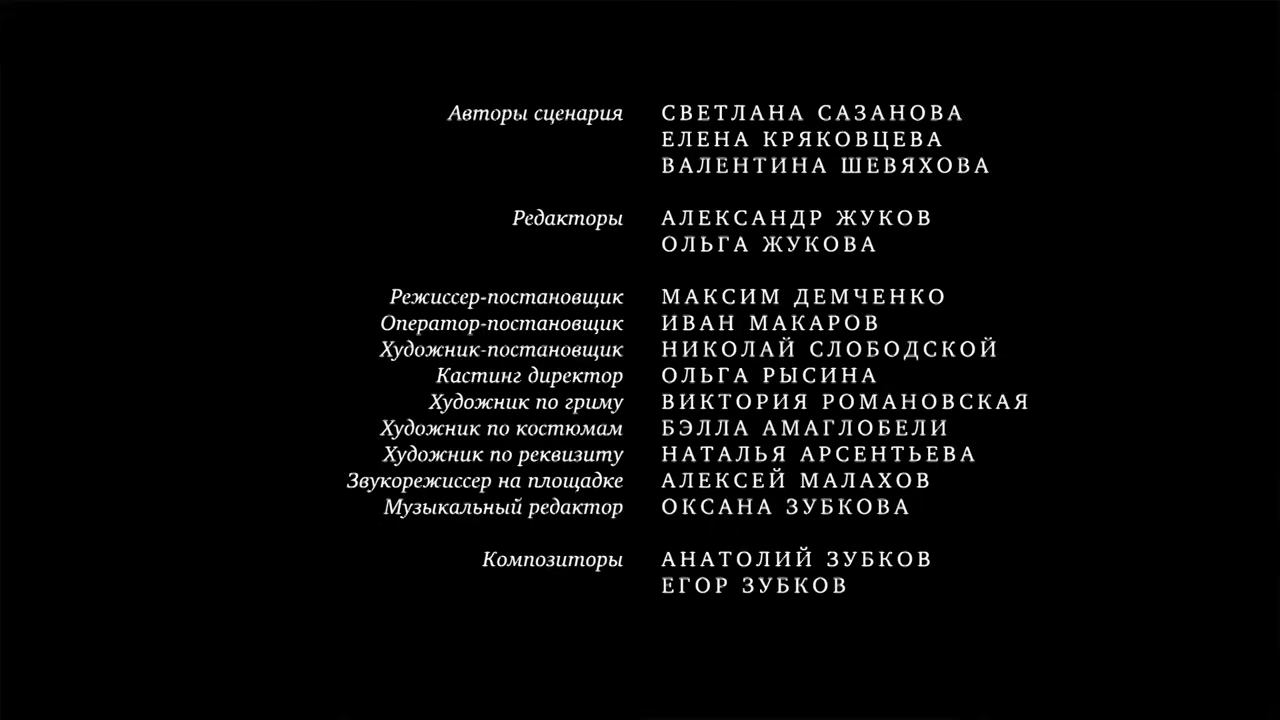 Авторы сценария СВЕТЛАНА САЗАНОВА
ЕЛЕНА КРЯКОВЦЕВА
ВАЛЕНТИНА ШЕВЯХОВА
Редакторы АЛЕКСАНДР ЖУКОВ
ОЛЬГА ЖУКОВА
Режиссер-постановщик МАКСИМ ДЕМЧЕНКО
Оператор-постановщик ИВАН МАКАРОВ
Художник-постановщик НИКОЛАЙ СЛОБОДСКОЙ
Кастинг директор ОЛЬГА РЫСИНА
Художник по гриму ВИКТОРИЯ РОМАНОВСКАЯ
Художник по костюмам БЭЛЛА АМАГЛОБЕЛИ
Художник по реквизиту НАТАЛЬЯ АРСЕНТЬЕВА
Звукорежиссер на площадке АЛЕКСЕЙ МАЛАХОВ
Музыкальный редактор ОКСАНА ЗУБКОВА
Композиторы АНАТОЛИЙ ЗУБКОВ
ЕГОР ЗУБКОВ